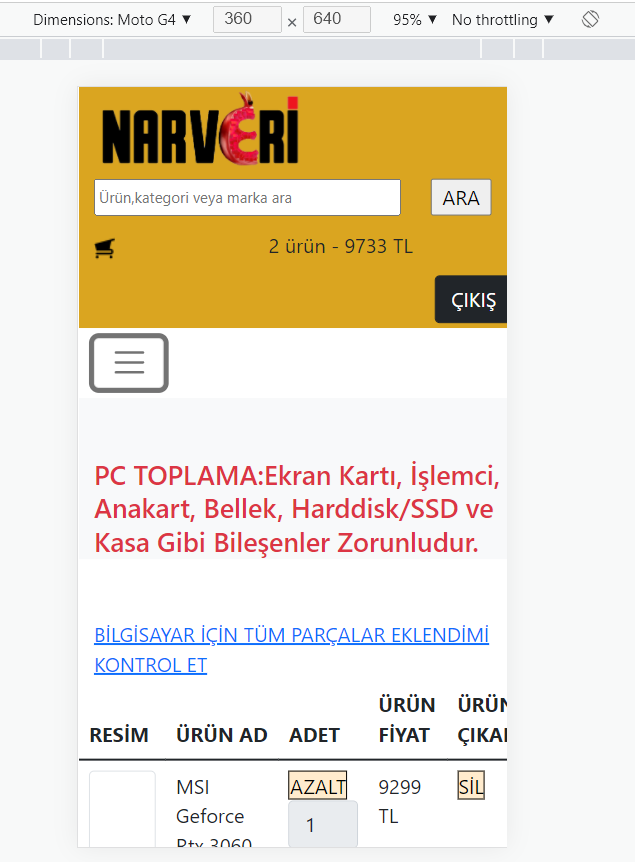 Dimensions: Moto G4 ▼ 360 × 640 95% ▼ No throttling ▼
NARVERİ
Ürün,kategori veya marka ara ARA
2 ürün - 9733 TL
ÇIKIŞ
PC TOPLAMA:Ekran Kartı, İşlemci,
Anakart, Bellek, Harddisk/SSD ve
Kasa Gibi Bileşenler Zorunludur.
BİLGİSAYAR İÇİN TÜM PARÇALAR EKLENDİMİ
KONTROL ET
ÜRÜN ÜRÜN
RESİM ÜRÜN AD ADET FİYAT ÇIKAI
MSI AZALT 9299 SİL
Geforce 1 TL
Rtx 3060